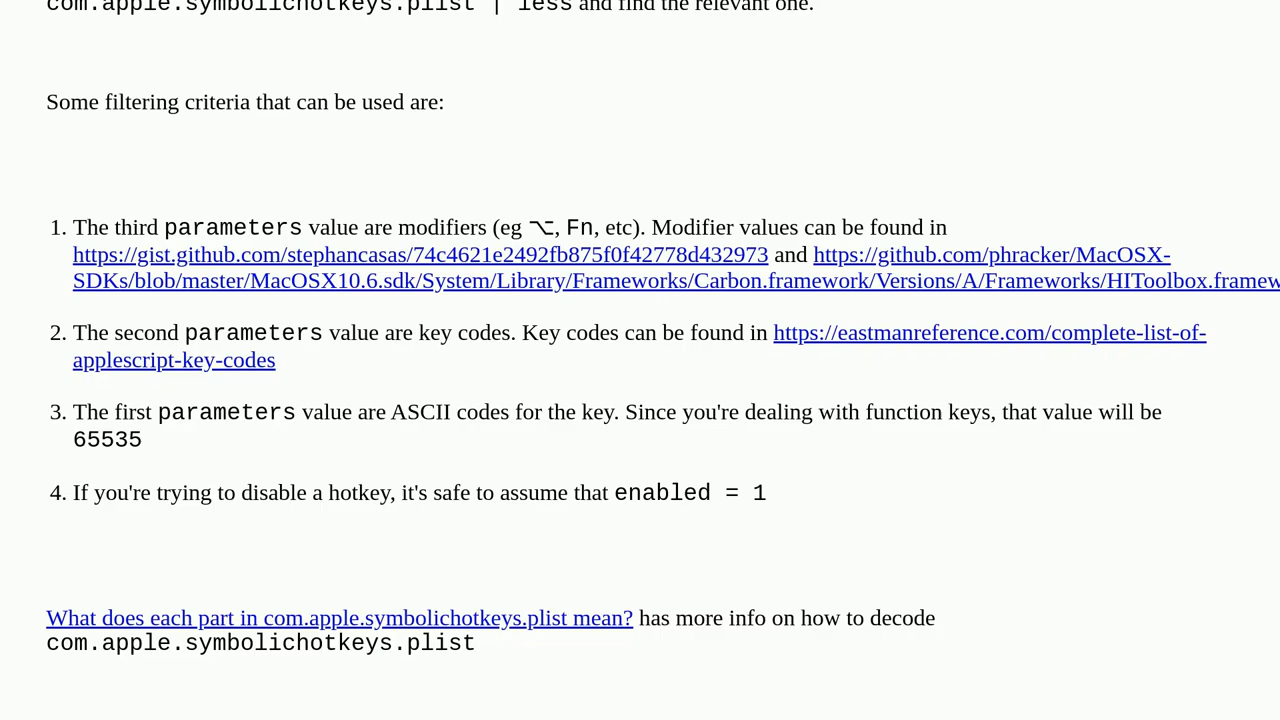 com.apple.symbolichotkeys.plist | less and find the relevant one.
Some filtering criteria that can be used are:
1. The third parameters value are modifiers (eg ⌥, Fn, etc). Modifier values can be found in
https://gist.github.com/stephancasas/74c4621e2492fb875f0f42778d432973 and https://github.com/phracker/MacOSX-
SDKs/blob/master/MacOSX10.6.sdk/System/Library/Frameworks/Carbon.framework/Versions/A/Frameworks/HIToolbox.framew
2. The second parameters value are key codes. Key codes can be found in https://eastmanreference.com/complete-list-of-
applescript-key-codes
3. The first parameters value are ASCII codes for the key. Since you're dealing with function keys, that value will be
65535
4. If you're trying to disable a hotkey, it's safe to assume that enabled = 1
What does each part in com.apple.symbolichotkeys.plist mean? has more info on how to decode
com.apple.symbolichotkeys.plist